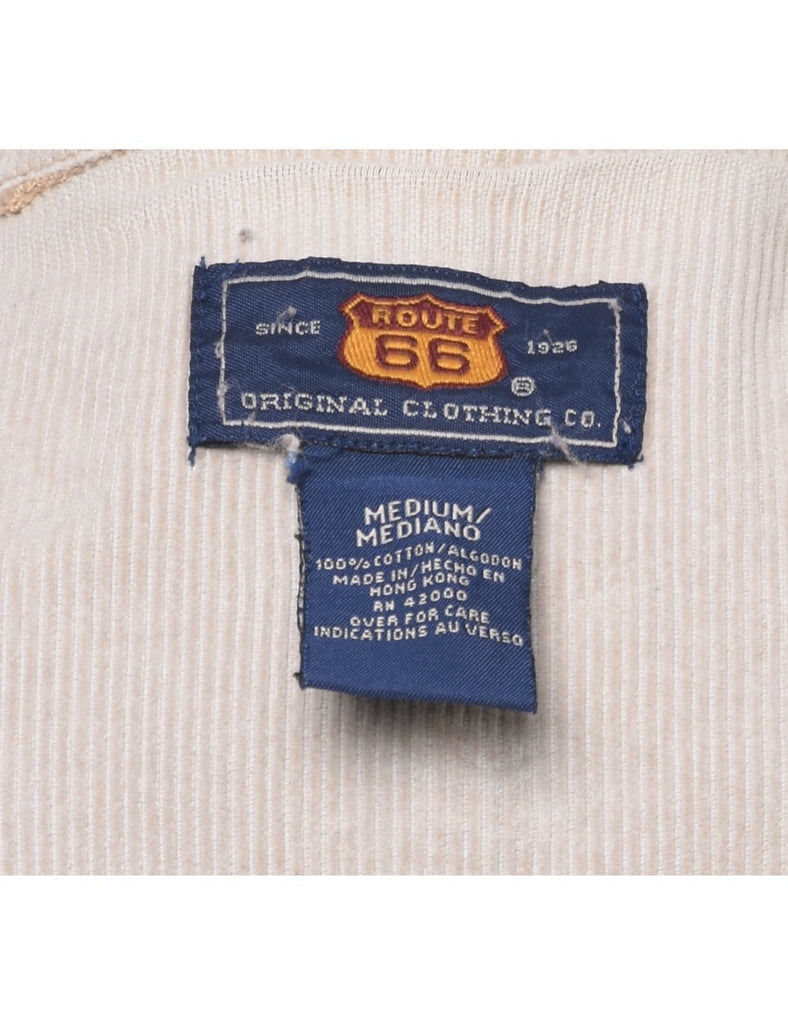 ROUTE
66
SINCE
1926
®
ORIGINAL CLOTHING CO.
MEDIUM/
MEDIANO
100% COTTON/ALGODON
MADE IN/HECHO EN
HONG KONG
RN 42000
OVER FOR CARE
INDICATIONS AU VERSO